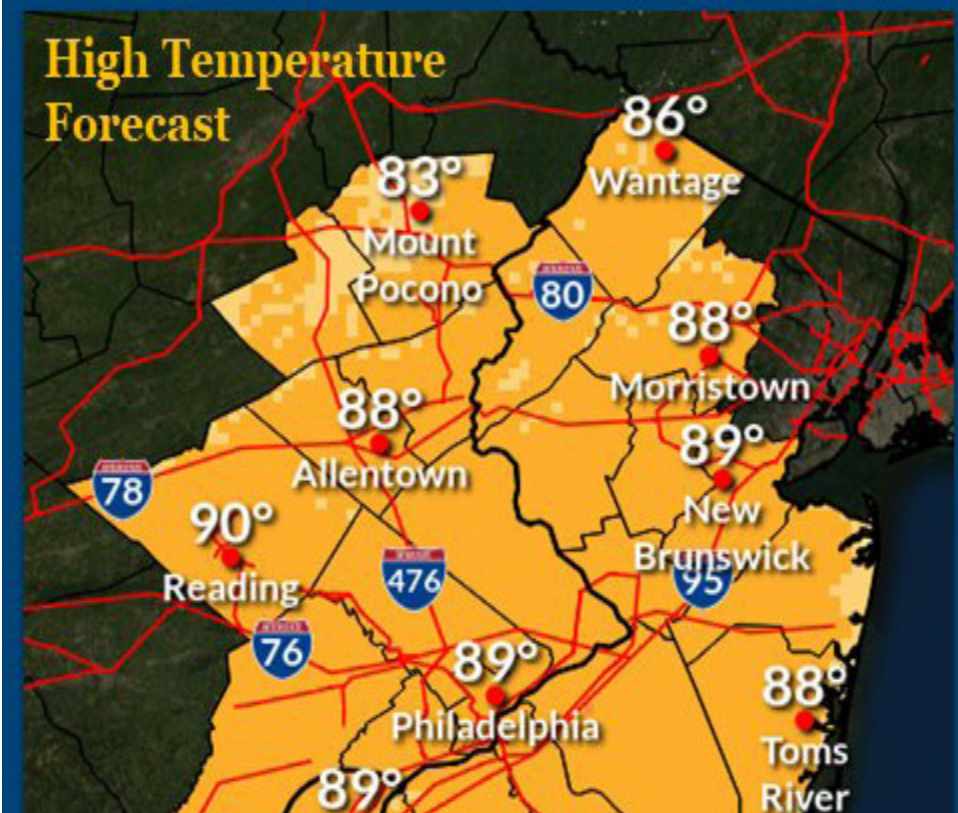 High Temperature
Forecast
86°
Wantage
83°
Mount
Pocono
80
88°
Morristown
88°
Allentown
89°
New
Brunswick
78
90°
Reading
476
95
76
89°
Philadelphia
88°
Toms
River
89°